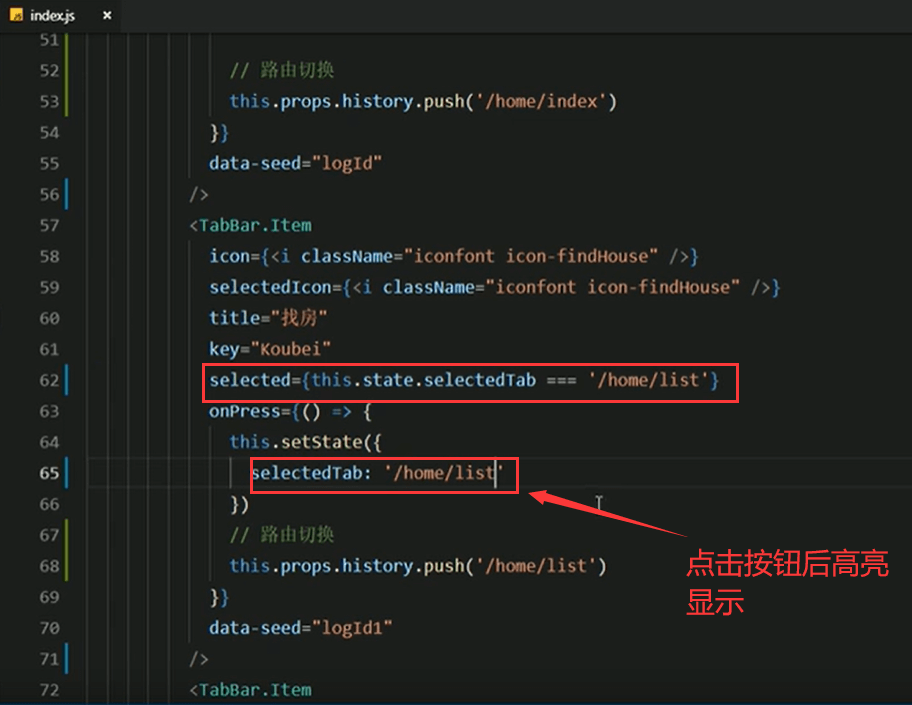 index.js ×
51
52 // 路由切换
53 this.props.history.push('/home/index')
54 }}
55 data-seed="logId"
56 />
57 <TabBar.Item
58 icon={<i className="iconfont icon-findHouse" />}
59 selectedIcon={<i className="iconfont icon-findHouse" />}
60 title="找房"
61 key="Koubei"
62 selected={this.state.selectedTab === '/home/list'}
63 onPress={() => {
64 this.setState({
65 selectedTab: '/home/list'
66 })
67 // 路由切换
68 this.props.history.push('/home/list')
69 }}
70 data-seed="logId1"
71 />
72 <TabBar.Item
点击按钮后高亮
显示